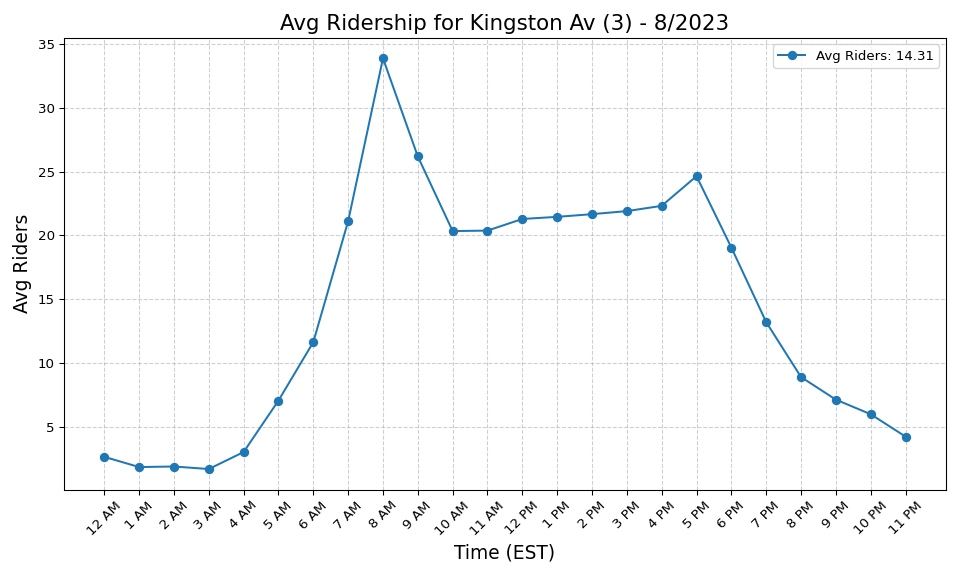 Avg Ridership for Kingston Av (3) - 8/2023
Avg Riders: 14.31
Avg Riders
35
30
25
20
15
10
5
12 AM
1 AM
2 AM
3 AM
4 AM
5 AM
6 AM
7 AM
8 AM
9 AM
10 AM
11 AM
12 PM
1 PM
2 PM
3 PM
4 PM
5 PM
6 PM
7 PM
8 PM
9 PM
10 PM
11 PM
Time (EST)